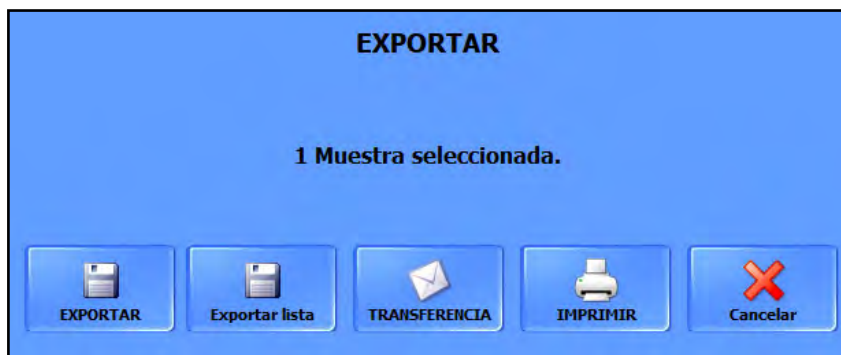 EXPORTAR
1 Muestra seleccionada.
EXPORTAR
Exportar lista
TRANSFERENCIA
IMPRIMIR
Cancelar